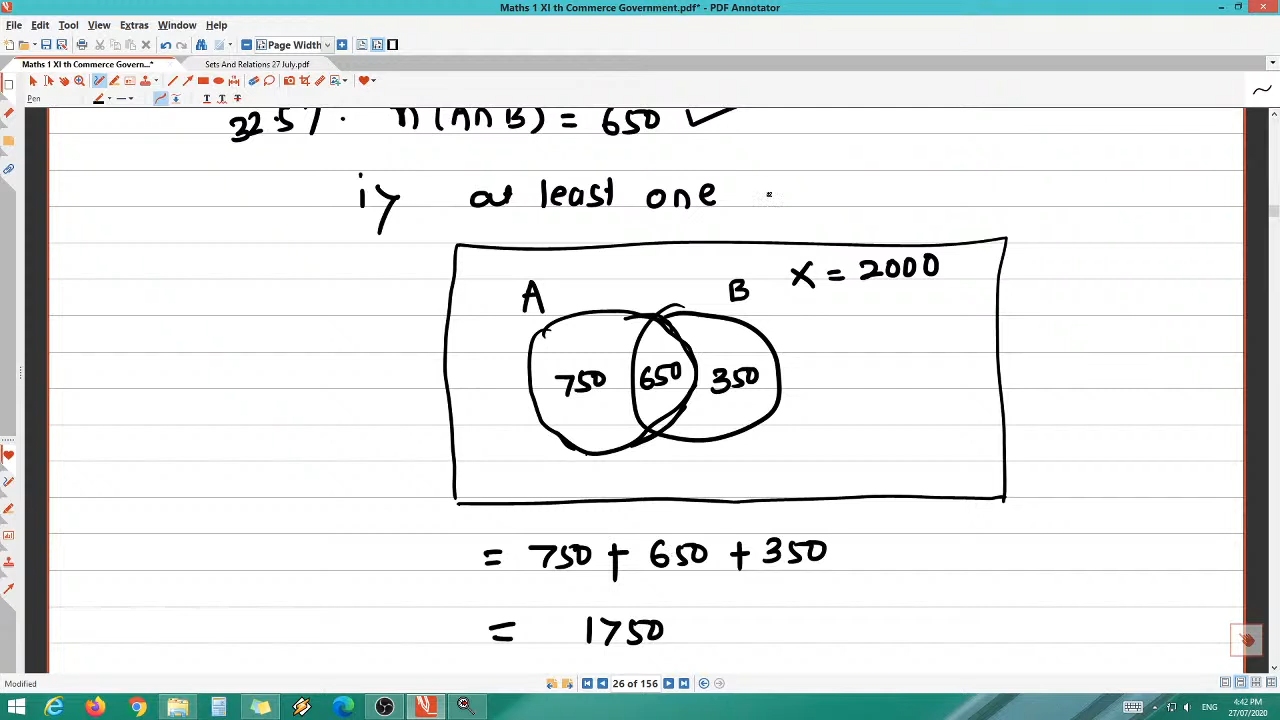 Maths 1 XI th Commerce Government.pdf* - PDF Annotator
File Edit Tool View Extras Window Help
Page Width
Maths 1 XI th Commerce Govern...* Sets And Relations 27 July.pdf
Pen
32.5%. n(A∩B) = 650 ✓
i> at least one
A B X = 2000
750 650 350
= 750 + 650 + 350
= 1750
Modified 26 of 156
ENG 4:42 PM
27/07/2020